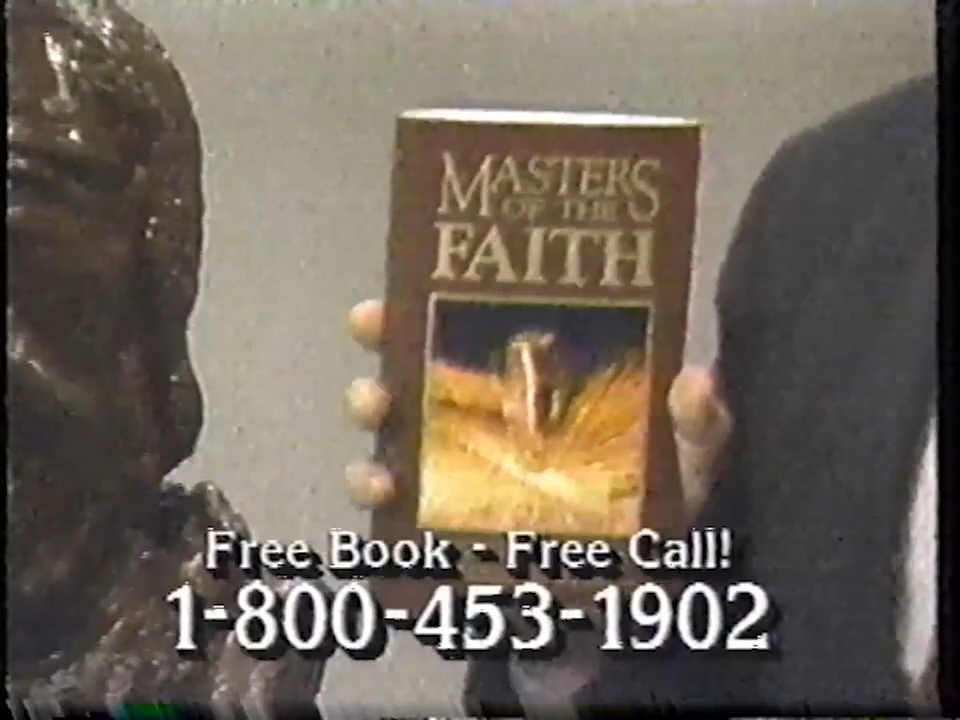 MASTERS
OF THE
FAITH
Free Book - Free Call!
1-800-453-1902